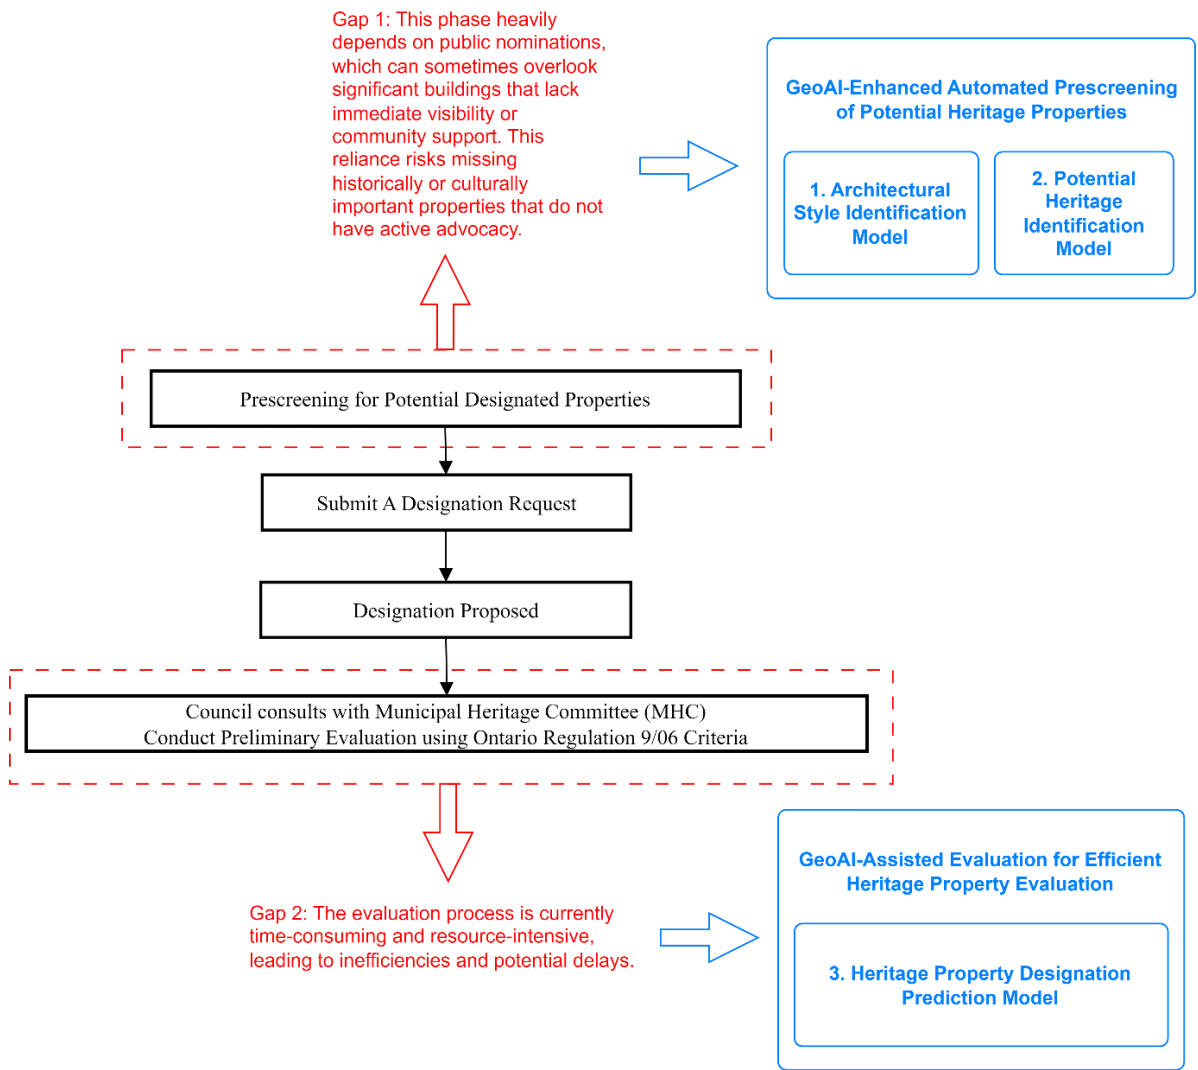 Gap 1: This phase heavily
depends on public nominations,
which can sometimes overlook
significant buildings that lack
immediate visibility or
community support. This
reliance risks missing
historically or culturally
important properties that do not
have active advocacy.
GeoAI-Enhanced Automated Prescreening
of Potential Heritage Properties
1. Architectural
Style Identification
Model
2. Potential
Heritage
Identification
Model
Prescreening for Potential Designated Properties
Submit A Designation Request
Designation Proposed
Council consults with Municipal Heritage Committee (MHC)
Conduct Preliminary Evaluation using Ontario Regulation 9/06 Criteria
Gap 2: The evaluation process is currently
time-consuming and resource-intensive,
leading to inefficiencies and potential delays.
GeoAI-Assisted Evaluation for Efficient
Heritage Property Evaluation
3. Heritage Property Designation
Prediction Model